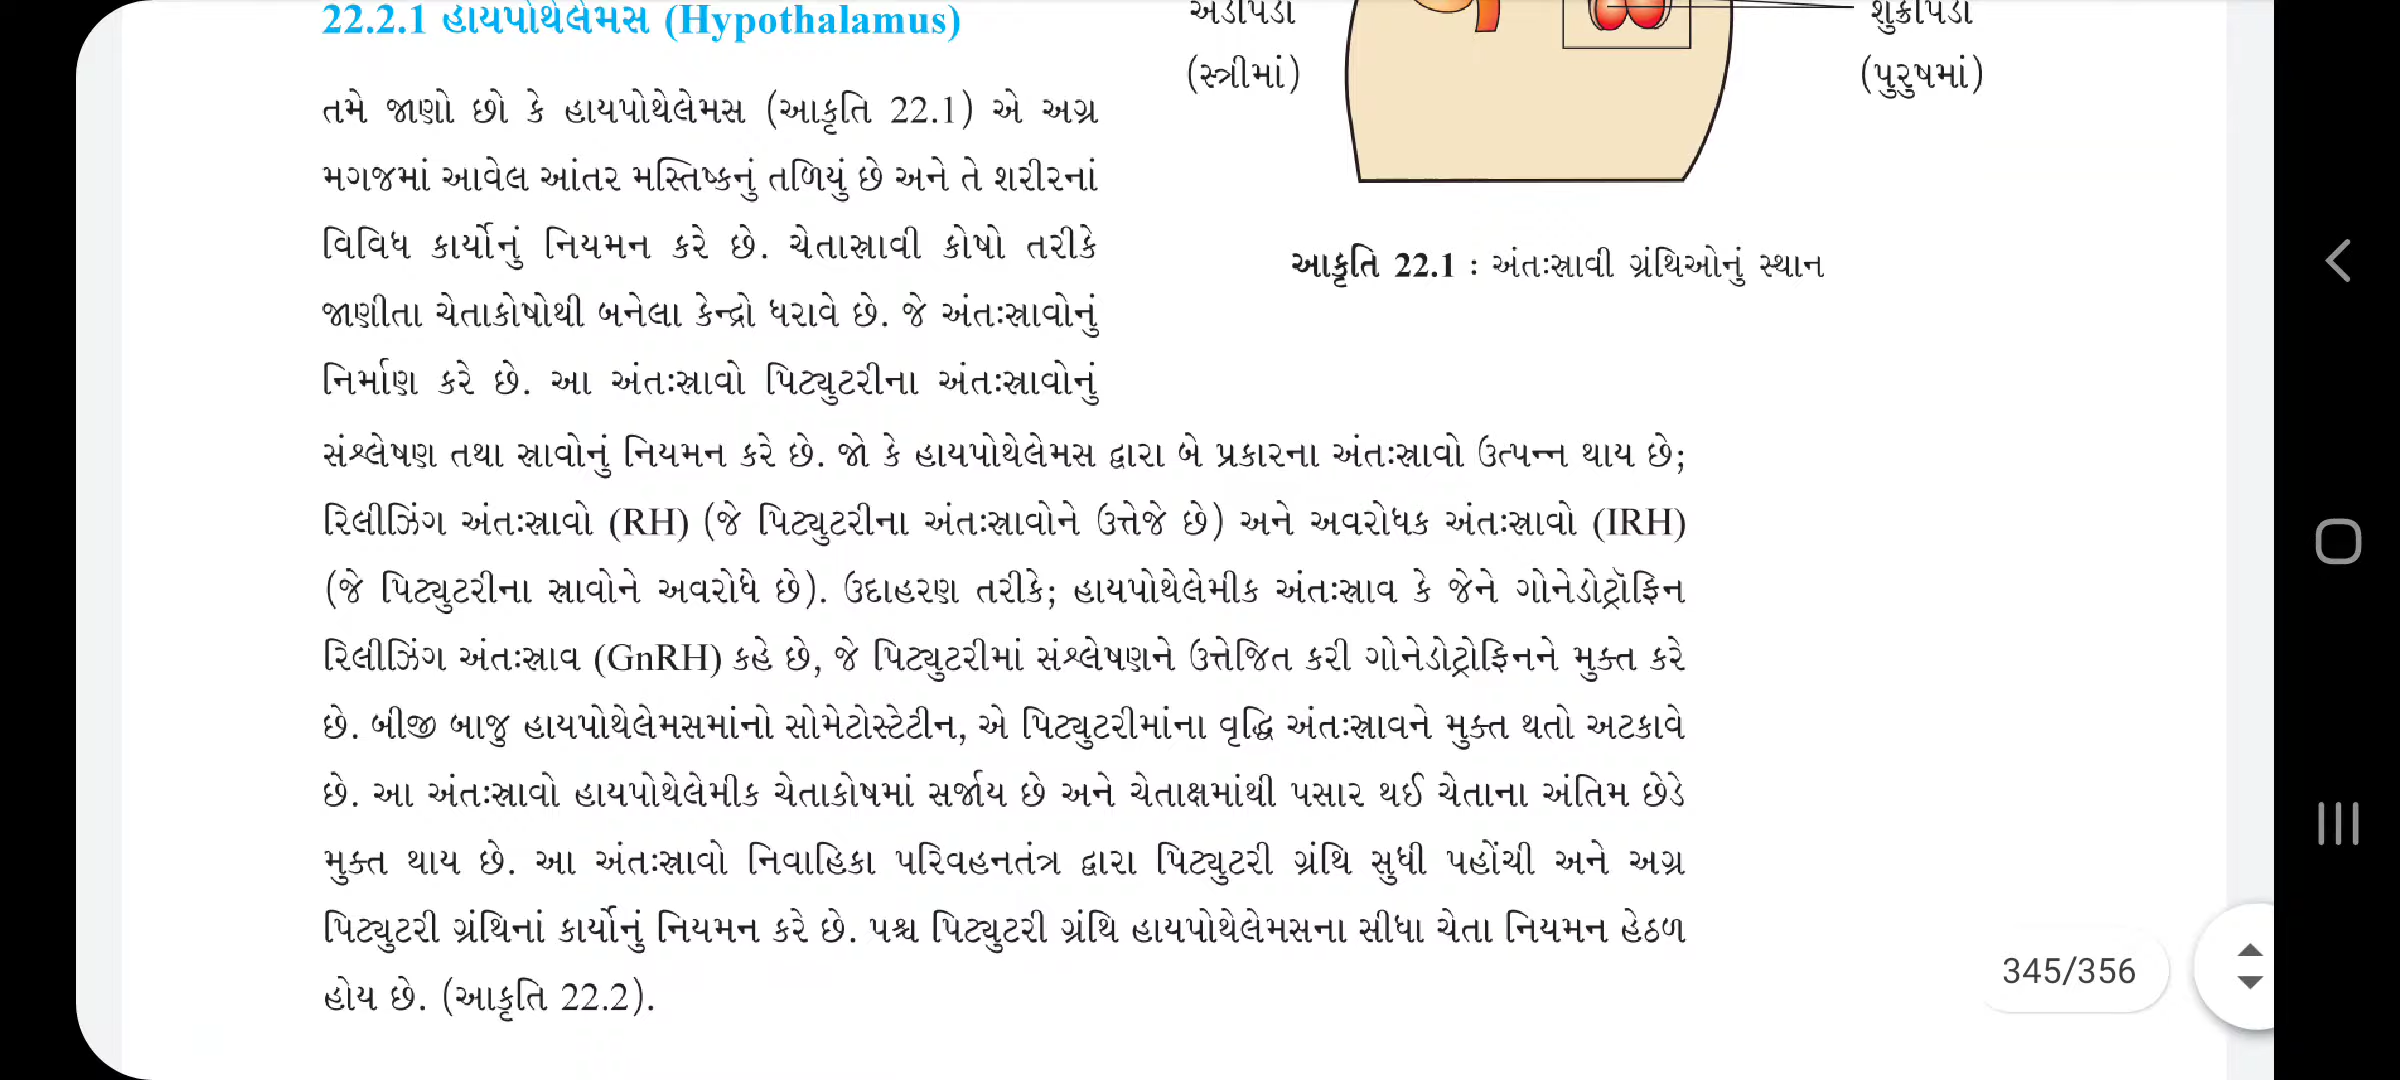 22.2.1 હાયપોથેલેમસ (Hypothalamus)
તમે જાણો છો કે હાયપોથેલેમસ (આકૃતિ 22.1) એ અગ્ર
મગજમાં આવેલ આંતર મસ્તિષ્કનું તળિયું છે અને તે શરીરનાં
વિવિધ કાર્યોનું નિયમન કરે છે. ચેતાસ્રાવી કોષો તરીકે
જાણીતા ચેતાકોષોથી બનેલા કેન્દ્રો ધરાવે છે. જે અંતઃસ્રાવોનું
નિર્માણ કરે છે. આ અંતઃસ્રાવો પિટ્યુટરીના અંતઃસ્રાવોનું
સંશ્લેષણ તથા સ્રાવોનું નિયમન કરે છે. જો કે હાયપોથેલેમસ દ્વારા બે પ્રકારના અંતઃસ્રાવો ઉત્પન્ન થાય છે;
રિલીઝિંગ અંતઃસ્રાવો (RH) (જે પિટ્યુટરીના અંતઃસ્રાવોને ઉત્તેજે છે) અને અવરોધક અંતઃસ્રાવો (IRH)
(જે પિટ્યુટરીના સ્રાવોને અવરોધે છે). ઉદાહરણ તરીકે; હાયપોથેલેમીક અંતઃસ્રાવ કે જેને ગોનેડોટ્રૉફિન
રિલીઝિંગ અંતઃસ્રાવ (GnRH) કહે છે, જે પિટ્યુટરીમાં સંશ્લેષણને ઉત્તેજિત કરી ગોનેડોટ્રોફિનને મુક્ત કરે
છે. બીજી બાજુ હાયપોથેલેમસમાંનો સોમેટોસ્ટેટીન, એ પિટ્યુટરીમાંના વૃદ્ધિ અંતઃસ્રાવને મુક્ત થતો અટકાવે
છે. આ અંતઃસ્રાવો હાયપોથેલેમીક ચેતાકોષમાં સર્જાય છે અને ચેતાક્ષમાંથી પસાર થઈ ચેતાના અંતિમ છેડે
મુક્ત થાય છે. આ અંતઃસ્રાવો નિવાહિકા પરિવહનતંત્ર દ્વારા પિટ્યુટરી ગ્રંથિ સુધી પહોંચી અને અગ્ર
પિટ્યુટરી ગ્રંથિનાં કાર્યોનું નિયમન કરે છે. પશ્ચ પિટ્યુટરી ગ્રંથિ હાયપોથેલેમસના સીધા ચેતા નિયમન હેઠળ
હોય છે. (આકૃતિ 22.2).
અંડપિંડો
(સ્ત્રીમાં)
શુક્રપિંડો
(પુરુષમાં)
આકૃતિ 22.1 : અંતઃસ્રાવી ગ્રંથિઓનું સ્થાન
345/356